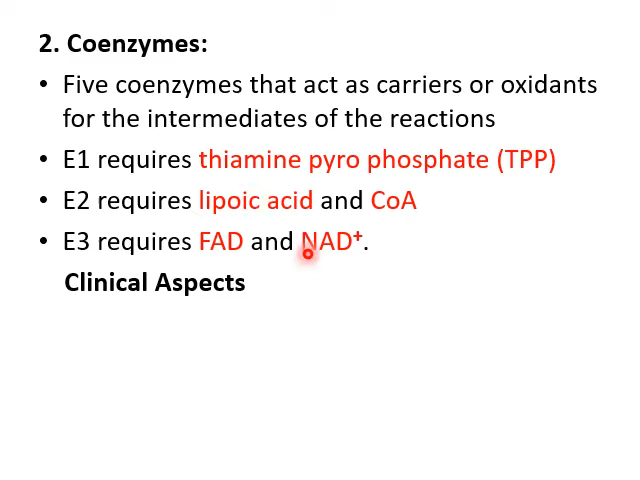 2. Coenzymes:
• Five coenzymes that act as carriers or oxidants
for the intermediates of the reactions
• E1 requires thiamine pyro phosphate (TPP)
• E2 requires lipoic acid and CoA
• E3 requires FAD and NAD⁺.
Clinical Aspects